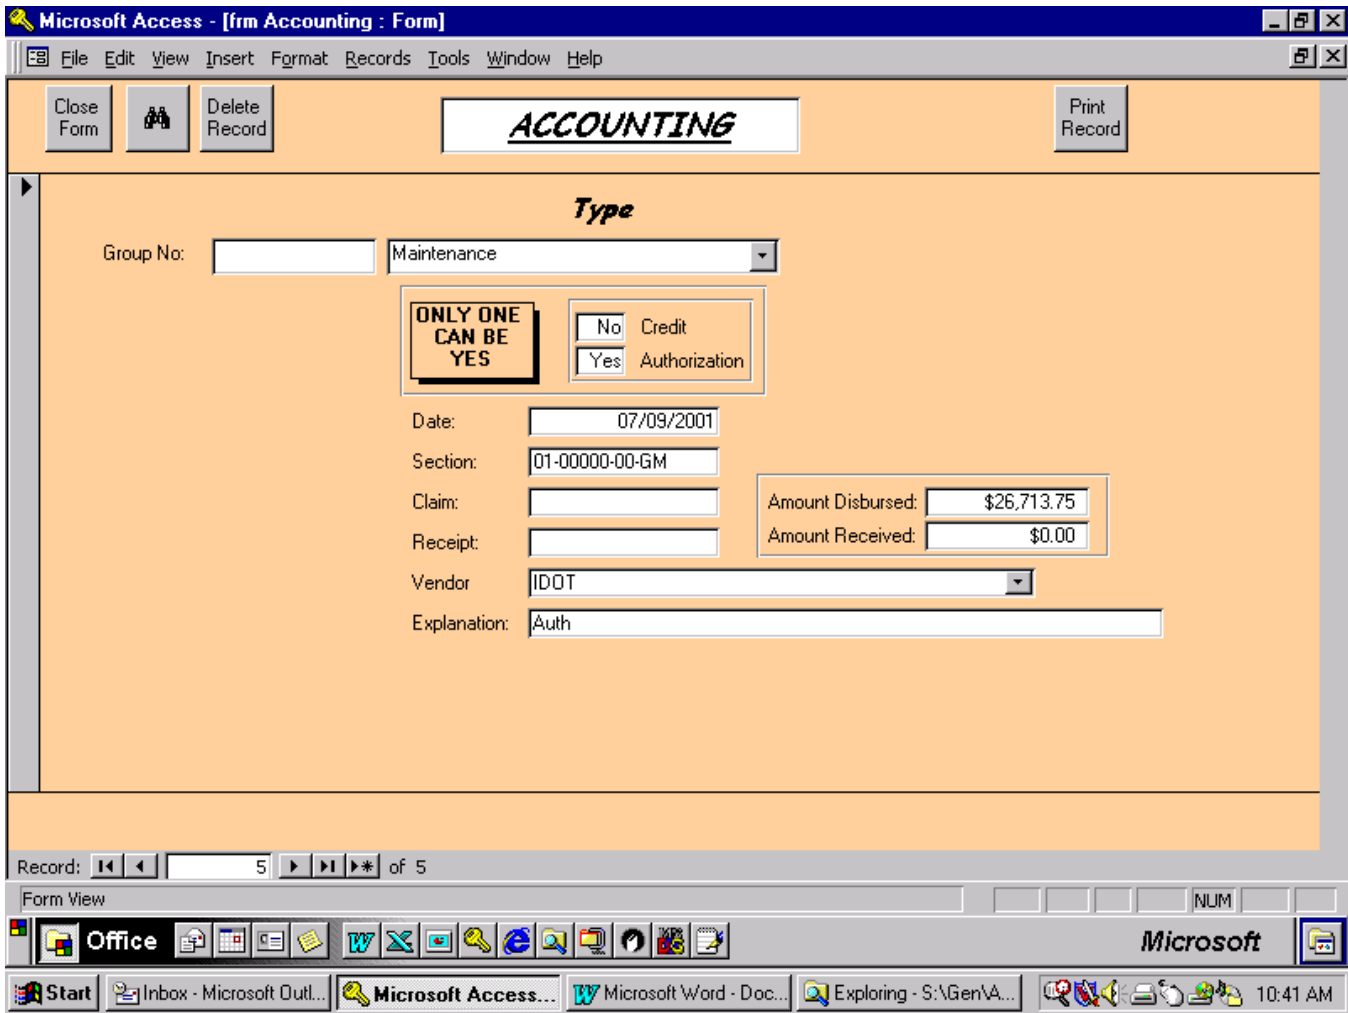 Microsoft Access - [frm Accounting : Form]
File Edit View Insert Format Records Tools Window Help
Close Form
Delete Record
ACCOUNTING
Print Record
Type
Group No:
Maintenance
ONLY ONE
CAN BE
YES
No Credit
Yes Authorization
Date: 07/09/2001
Section: 01-00000-00-GM
Claim:
Amount Disbursed: $26,713.75
Receipt:
Amount Received: $0.00
Vendor IDOT
Explanation: Auth
Record: 5 of 5
Form View NUM
Office Microsoft
Start Inbox - Microsoft Outl... Microsoft Access... Microsoft Word - Doc... Exploring - S:\Gen\A... 10:41 AM